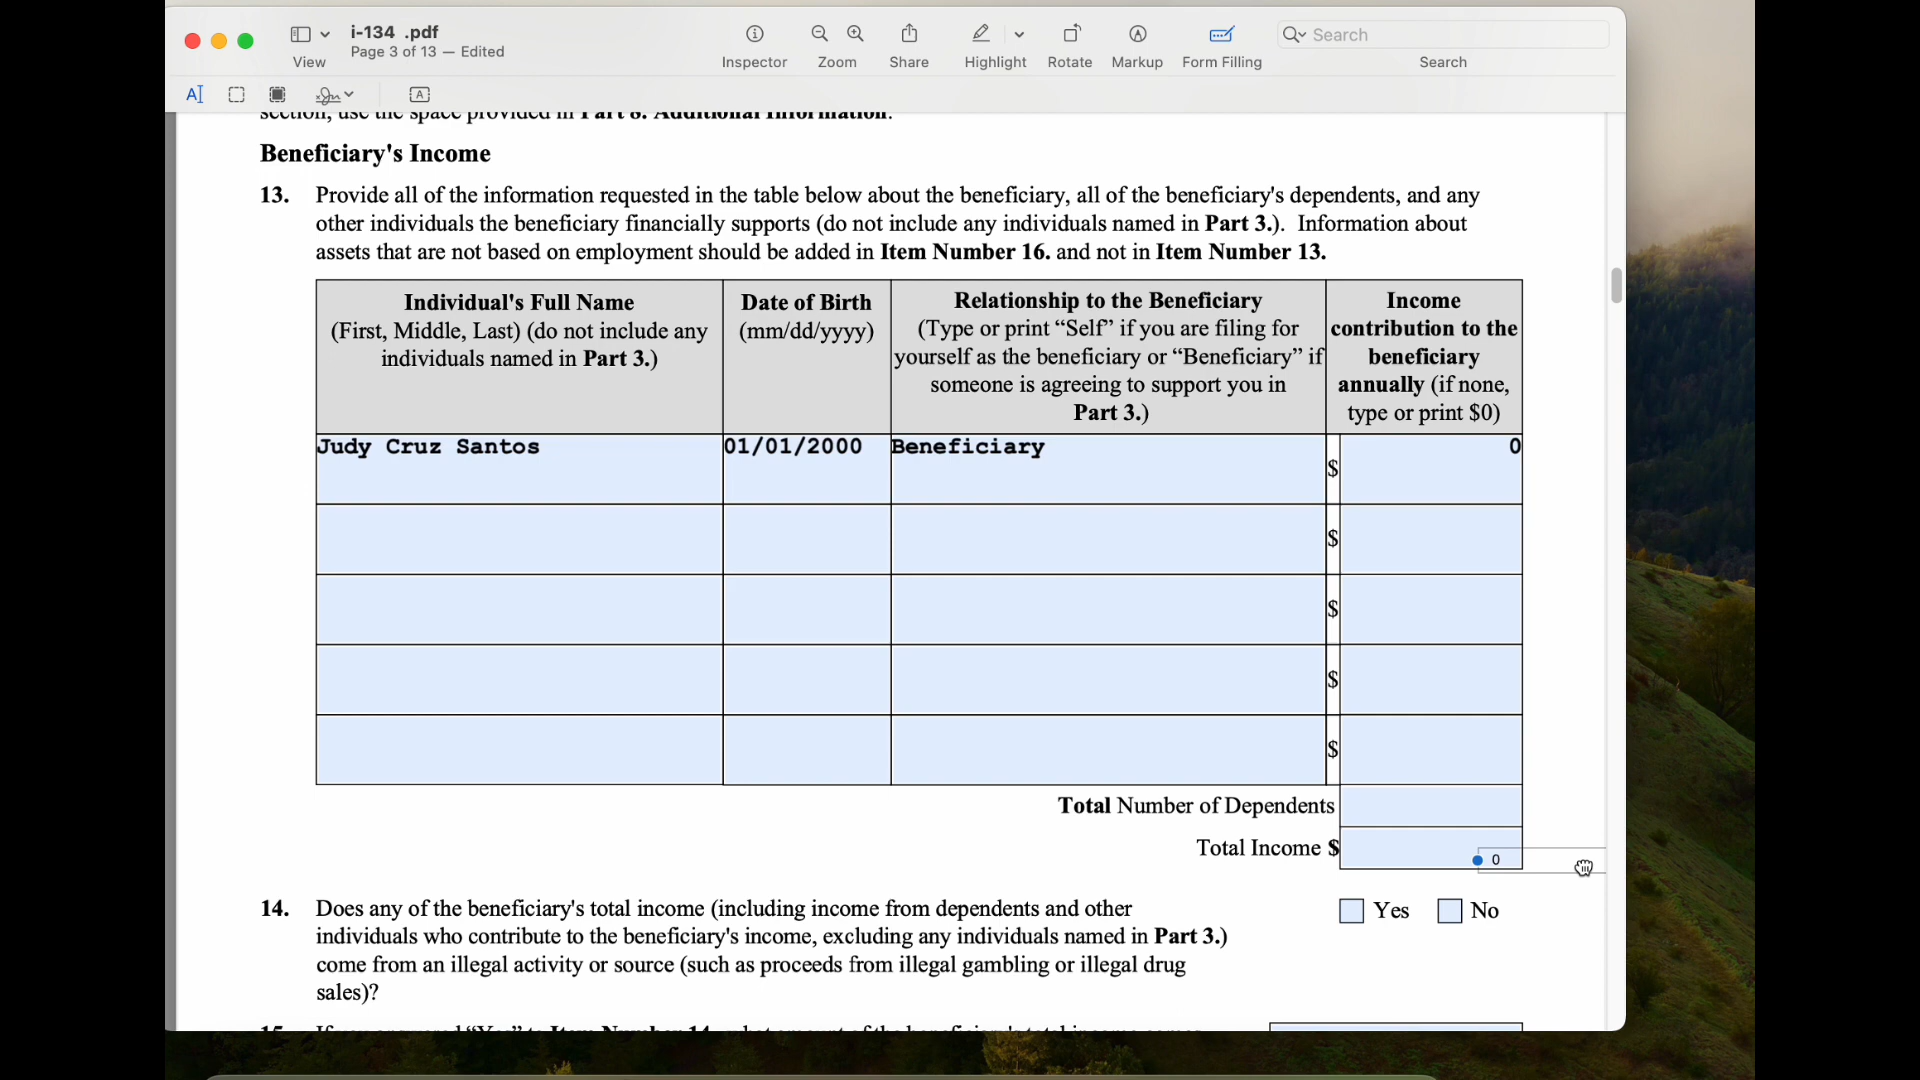 i-134 .pdf
Page 3 of 13 — Edited
View
Inspector
Zoom
Share
Highlight
Rotate
Markup
Form Filling
Search
Search
section, use the space provided in Part 8. Additional Information.
Beneficiary's Income
13. Provide all of the information requested in the table below about the beneficiary, all of the beneficiary's dependents, and any
other individuals the beneficiary financially supports (do not include any individuals named in Part 3.). Information about
assets that are not based on employment should be added in Item Number 16. and not in Item Number 13.
Individual's Full Name
(First, Middle, Last) (do not include any
individuals named in Part 3.)
Date of Birth
(mm/dd/yyyy)
Relationship to the Beneficiary
(Type or print “Self” if you are filing for
yourself as the beneficiary or “Beneficiary” if
someone is agreeing to support you in
Part 3.)
Income
contribution to the
beneficiary
annually (if none,
type or print $0)
Judy Cruz Santos 01/01/2000 Beneficiary $ 0
$
$
$
$
Total Number of Dependents
Total Income $ 0
14. Does any of the beneficiary's total income (including income from dependents and other
individuals who contribute to the beneficiary's income, excluding any individuals named in Part 3.)
come from an illegal activity or source (such as proceeds from illegal gambling or illegal drug
sales)?
Yes No